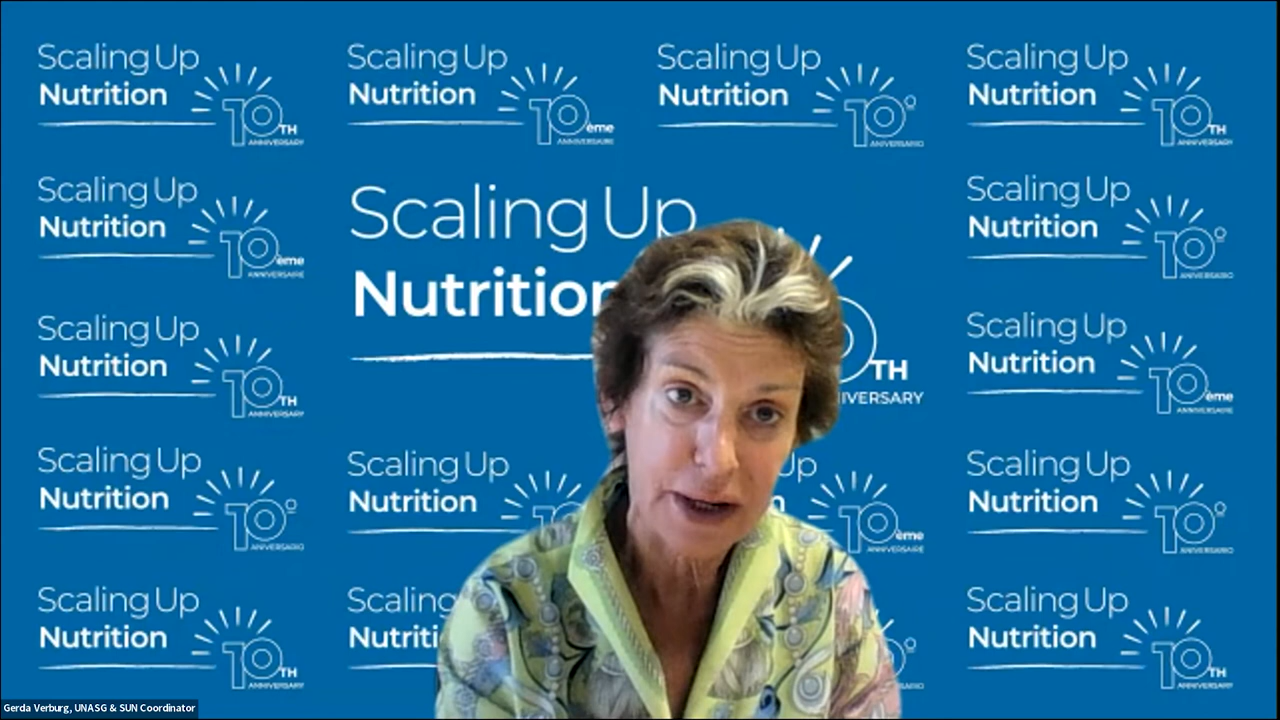 Scaling Up
Nutrition
10TH
ANNIVERSARY
Scaling Up
Nutrition
10ème
ANNIVERSAIRE
Scaling Up
Nutrition
10º
ANIVERSARIO
Scaling Up
Nutrition
10TH
ANNIVERSARY
Scaling Up
Nutrition
10ème
ANNIVERSAIRE
Scaling Up
Nutrition
TH
Scaling Up
Nutrition
10º
ANIVERSARIO
Scaling Up
Nutrition
10TH
ANNIVERSARY
Scaling Up
Nutrition
10ème
ANNIVERSAIRE
Scaling Up
Nutrition
10º
ANIVERSARIO
Scaling Up
Nutrition
10
Up
10ème
ANNIVERSAIRE
Scaling Up
Nutrition
10º
ANIVERSARIO
Scaling Up
Nutrition
10TH
ANNIVERSARY
Scaling
Scaling Up
Nutrition
10TH
ANNIVERSARY
Gerda Verburg, UNASG & SUN Coordinator